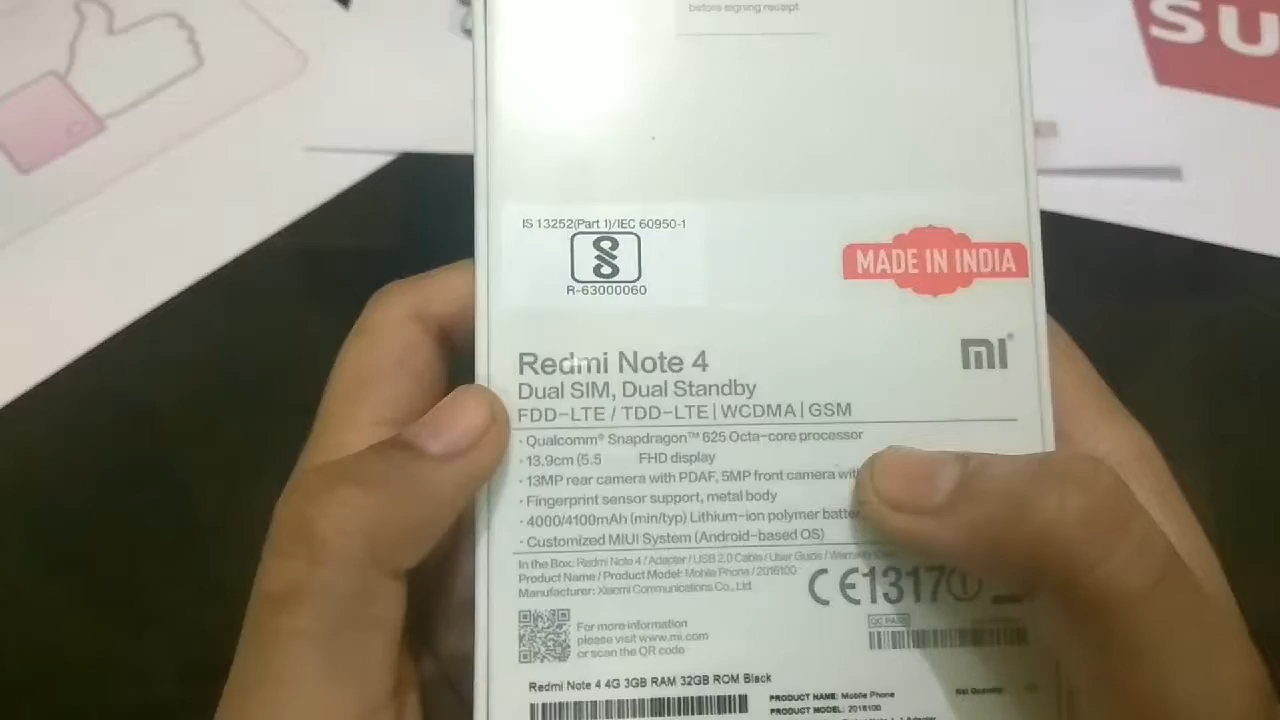 before signing receipt
SU
IS 13252(Part 1)/IEC 60950-1
R-63000060
MADE IN INDIA
mi
Redmi Note 4
Dual SIM, Dual Standby
FDD-LTE / TDD-LTE | WCDMA | GSM
· Qualcomm® Snapdragon™ 625 Octa-core processor
· 13.9cm (5.5 FHD display
· 13MP rear camera with PDAF, 5MP front camera
· Fingerprint sensor support, metal body
· 4000/4100mAh (min/typ) Lithium-ion polymer
· Customized MIUI System (Android-based OS)
In the Box: Redmi Note 4 / Adapter / USB 2.0 Cable / User Guide / Warranty
Product Name / Product Model: Mobile Phone / 2016100
Manufacturer: Xiaomi Communications Co., Ltd
CE1317
QC PASS
For more information
please visit www.mi.com
or scan the QR code
Redmi Note 4 4G 3GB RAM 32GB ROM Black
PRODUCT NAME: Mobile Phone
PRODUCT MODEL: 2016100
Net Quantity